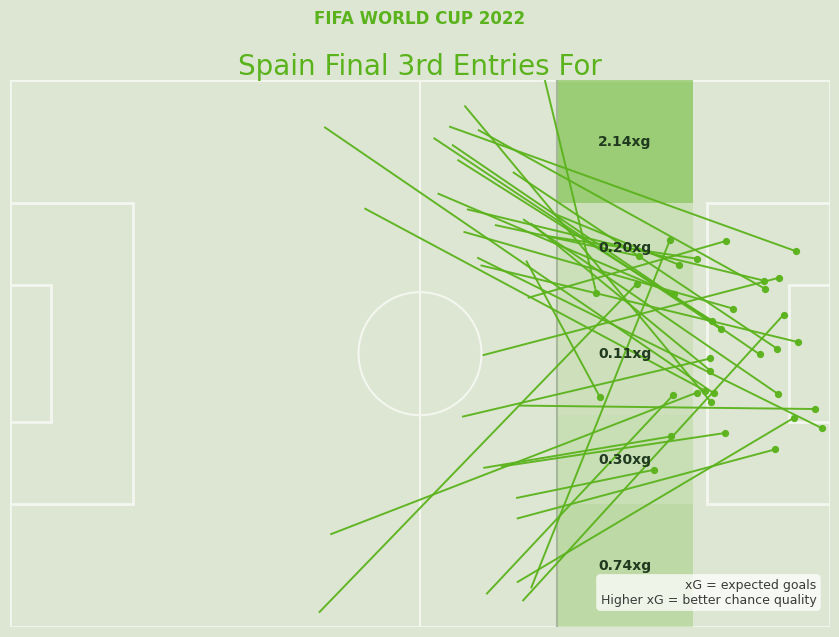 FIFA WORLD CUP 2022
Spain Final 3rd Entries For
2.14xg
0.20xg
0.11xg
0.30xg
0.74xg
xG = expected goals
Higher xG = better chance quality